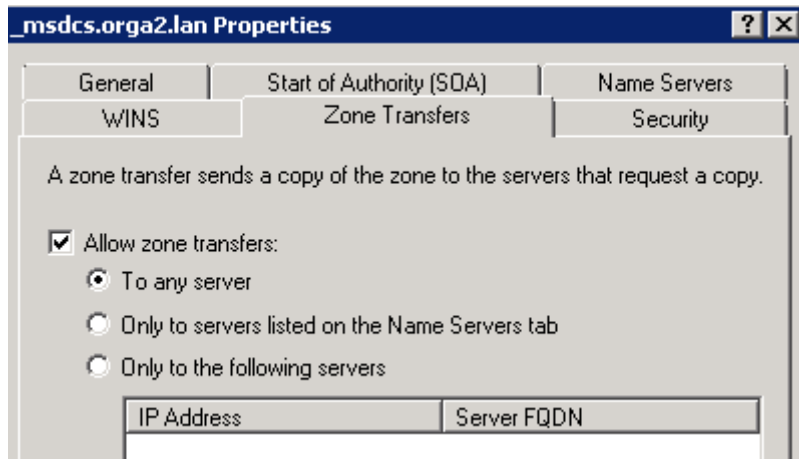 _msdcs.orga2.lan Properties
General Start of Authority (SOA) Name Servers
WINS Zone Transfers Security
A zone transfer sends a copy of the zone to the servers that request a copy.
Allow zone transfers:
To any server
Only to servers listed on the Name Servers tab
Only to the following servers
IP Address Server FQDN